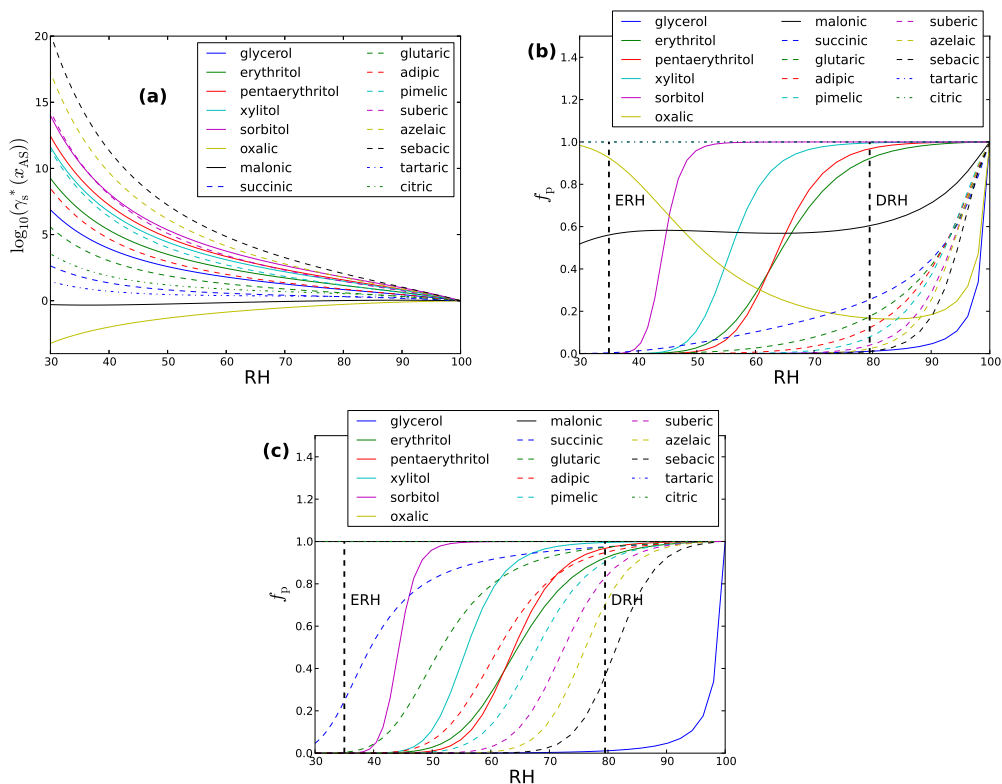 (a)
glycerol
erythritol
pentaerythritol
xylitol
sorbitol
oxalic
malonic
succinic
glutaric
adipic
pimelic
suberic
azelaic
sebacic
tartaric
citric
20
15
10
5
0
log10(γs*(xs,AS))
30 40 50 60 70 80 90 100
RH
(b)
glycerol
erythritol
pentaerythritol
xylitol
sorbitol
oxalic
malonic
succinic
glutaric
adipic
pimelic
suberic
azelaic
sebacic
tartaric
citric
1.4
1.2
1.0
0.8
0.6
0.4
0.2
0.0
fp
ERH
DRH
30 40 50 60 70 80 90 100
RH
(c)
glycerol
erythritol
pentaerythritol
xylitol
sorbitol
oxalic
malonic
succinic
glutaric
adipic
pimelic
suberic
azelaic
sebacic
tartaric
citric
1.4
1.2
1.0
0.8
0.6
0.4
0.2
0.0
fp
ERH
DRH
30 40 50 60 70 80 90 100
RH